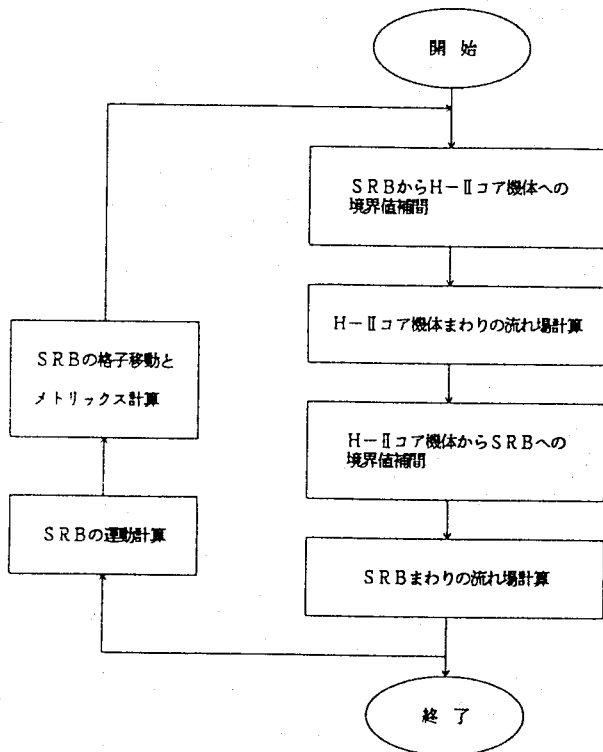 開始
SRBからH-Ⅱコア機体への
境界値補間
H-Ⅱコア機体まわりの流れ場計算
H-Ⅱコア機体からSRBへの
境界値補間
SRBまわりの流れ場計算
SRBの運動計算
SRBの格子移動と
メトリックス計算
終了